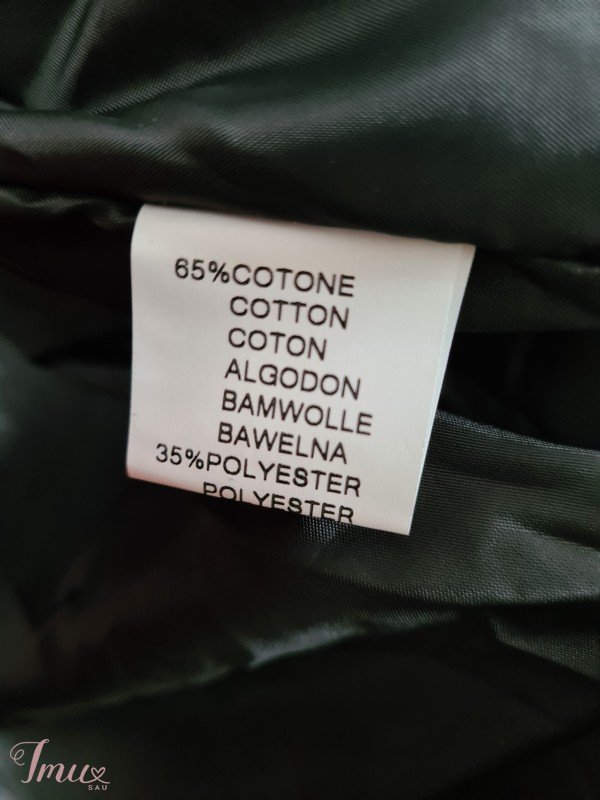 65%COTONE
COTTON
COTON
ALGODON
BAMWOLLE
BAWELNA
35%POLYESTER
POLYESTER
Imu
SAU